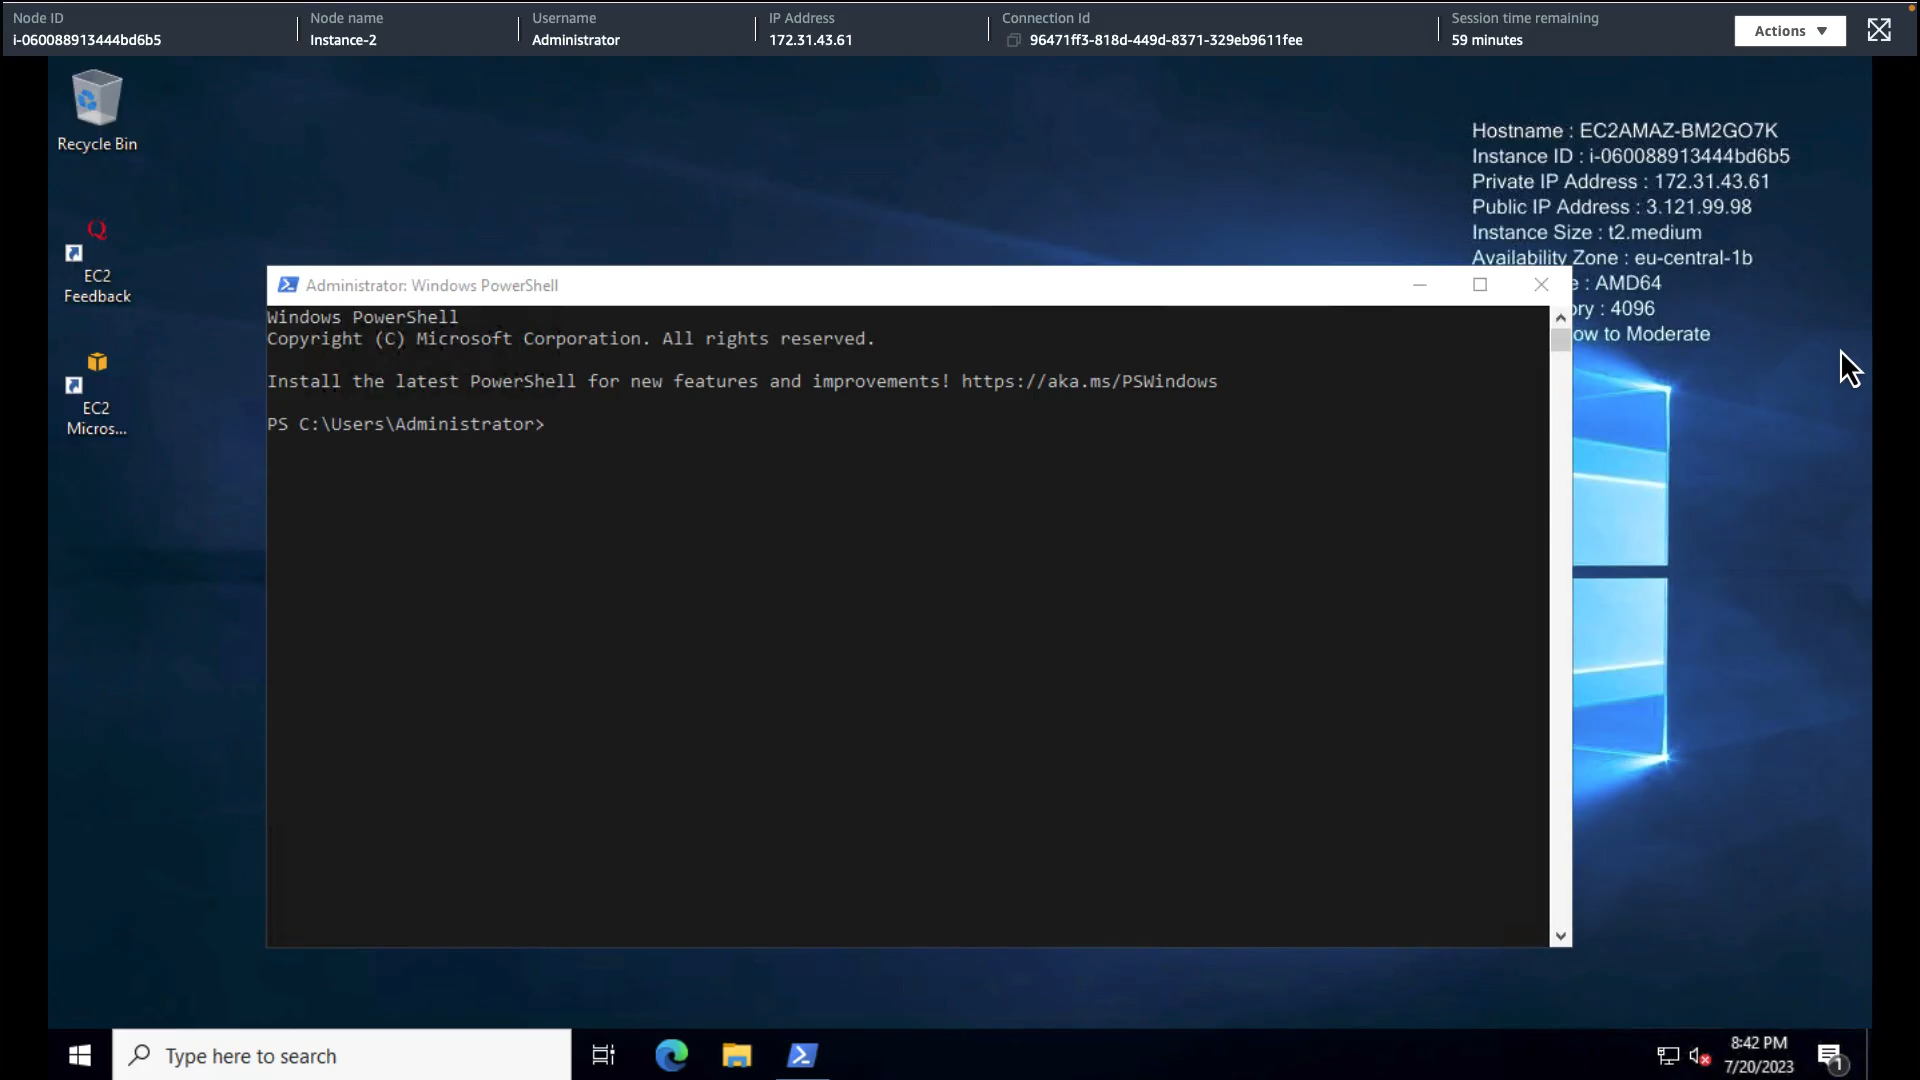 Node ID
i-060088913444bd6b5
Node name
Instance-2
Username
Administrator
IP Address
172.31.43.61
Connection Id
96471ff3-818d-449d-8371-329eb9611fee
Session time remaining
59 minutes
Actions
Recycle Bin
EC2
Feedback
EC2
Micros...
Hostname : EC2AMAZ-BM2GO7K
Instance ID : i-060088913444bd6b5
Private IP Address : 172.31.43.61
Public IP Address : 3.121.99.98
Instance Size : t2.medium
Availability Zone : eu-central-1b
e : AMD64
ory : 4096
ow to Moderate
Administrator: Windows PowerShell
Windows PowerShell
Copyright (C) Microsoft Corporation. All rights reserved.
Install the latest PowerShell for new features and improvements! https://aka.ms/PSWindows
PS C:\Users\Administrator>
Type here to search
8:42 PM
7/20/2023
1